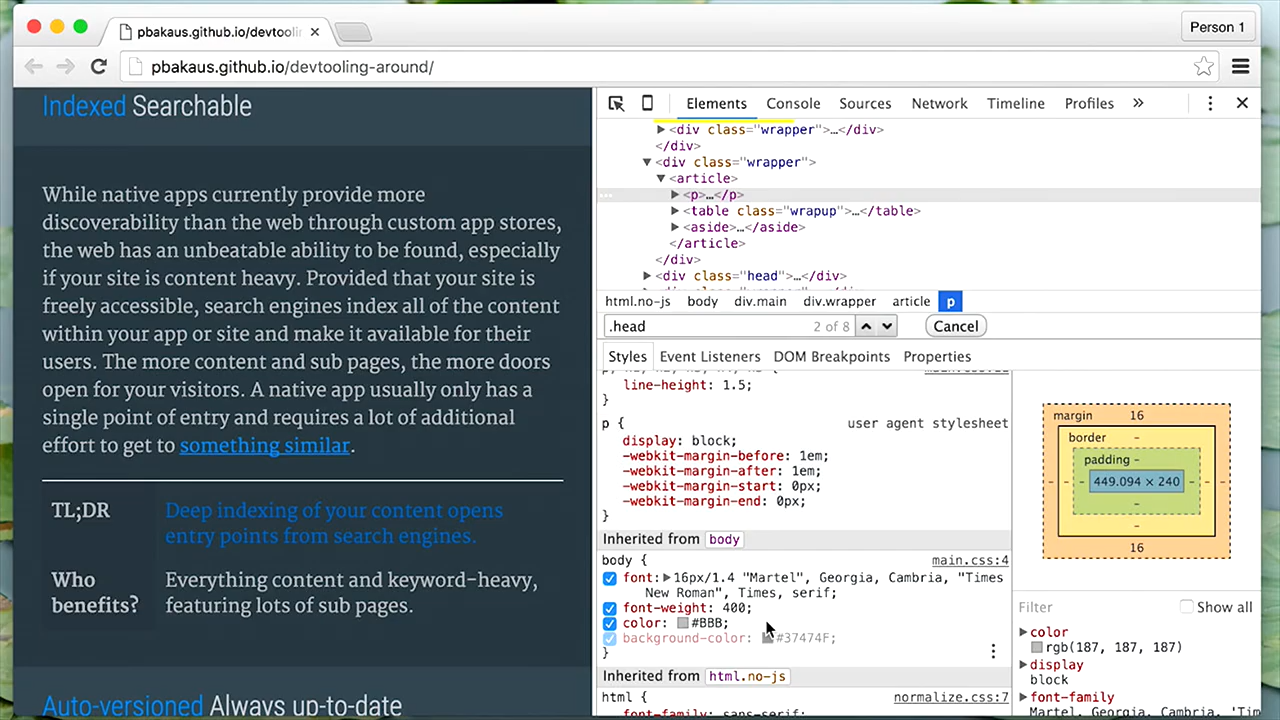 pbakaus.github.io/devtoolin
Person 1
pbakaus.github.io/devtooling-around/
Indexed Searchable
While native apps currently provide more
discoverability than the web through custom app stores,
the web has an unbeatable ability to be found, especially
if your site is content heavy. Provided that your site is
freely accessible, search engines index all of the content
within your app or site and make it available for their
users. The more content and sub pages, the more doors
open for your visitors. A native app usually only has a
single point of entry and requires a lot of additional
effort to get to something similar.
TL;DR
Deep indexing of your content opens
entry points from search engines.
Who
benefits?
Everything content and keyword-heavy,
featuring lots of sub pages.
Auto-versioned Always up-to-date
Elements Console Sources Network Timeline Profiles »
<div class="wrapper">…</div>
</div>
<div class="wrapper">
<article>
<p>…</p>
<table class="wrapup">…</table>
<aside>…</aside>
</article>
</div>
<div class="head">…</div>
html.no-js body div.main div.wrapper article p
.head 2 of 8 Cancel
Styles Event Listeners DOM Breakpoints Properties
line-height: 1.5;
}
p { user agent stylesheet
display: block;
-webkit-margin-before: 1em;
-webkit-margin-after: 1em;
-webkit-margin-start: 0px;
-webkit-margin-end: 0px;
}
Inherited from body
body { main.css:4
font: 16px/1.4 "Martel", Georgia, Cambria, "Times
New Roman", Times, serif;
font-weight: 400;
color: #BBB;
background-color: #37474F;
}
Inherited from html.no-js
html { normalize.css:7
font-family: sans-serif;
margin 16
border -
padding -
- - - 449.094 × 240 - - -
-
-
16
Filter Show all
color
rgb(187, 187, 187)
display
block
font-family
Martel, Georgia, Cambria, 'Time